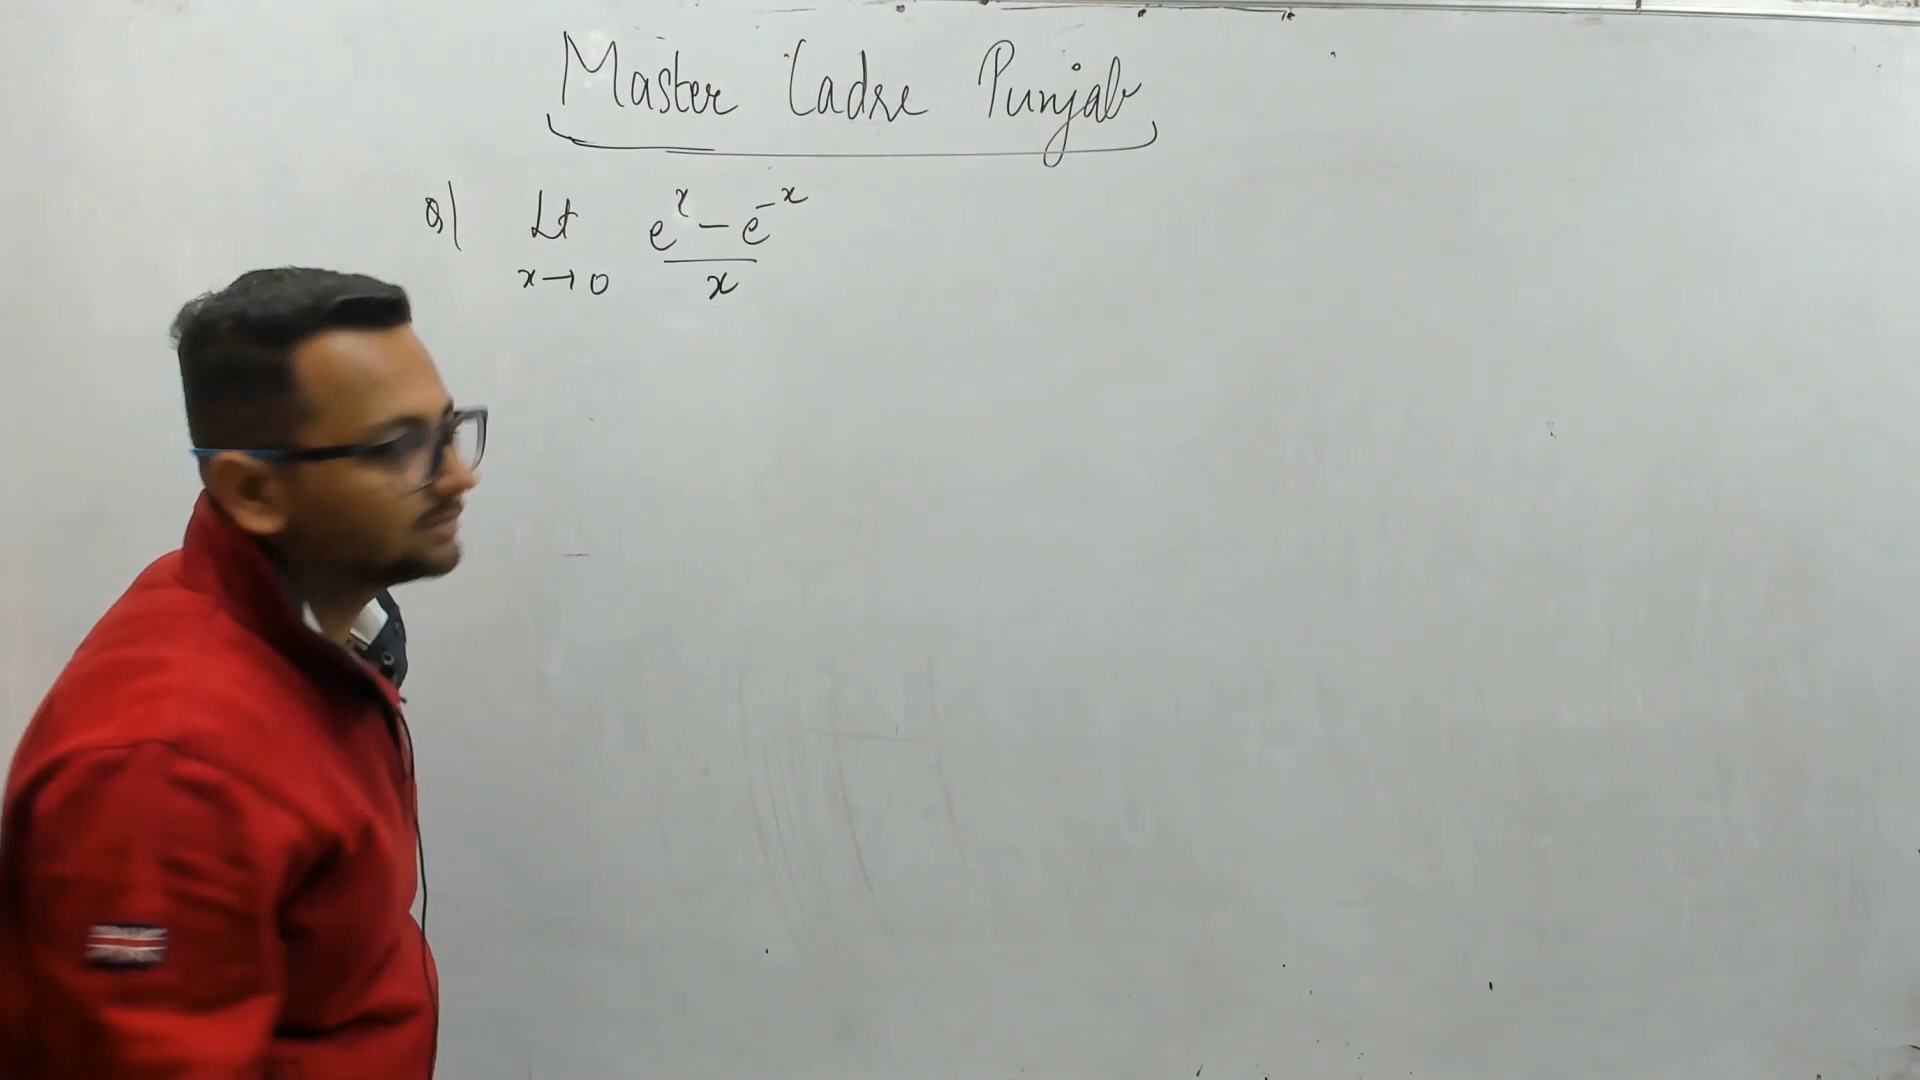 Master Cadre Punjab
Q) Lt x→0 (e^x - e^-x)/x